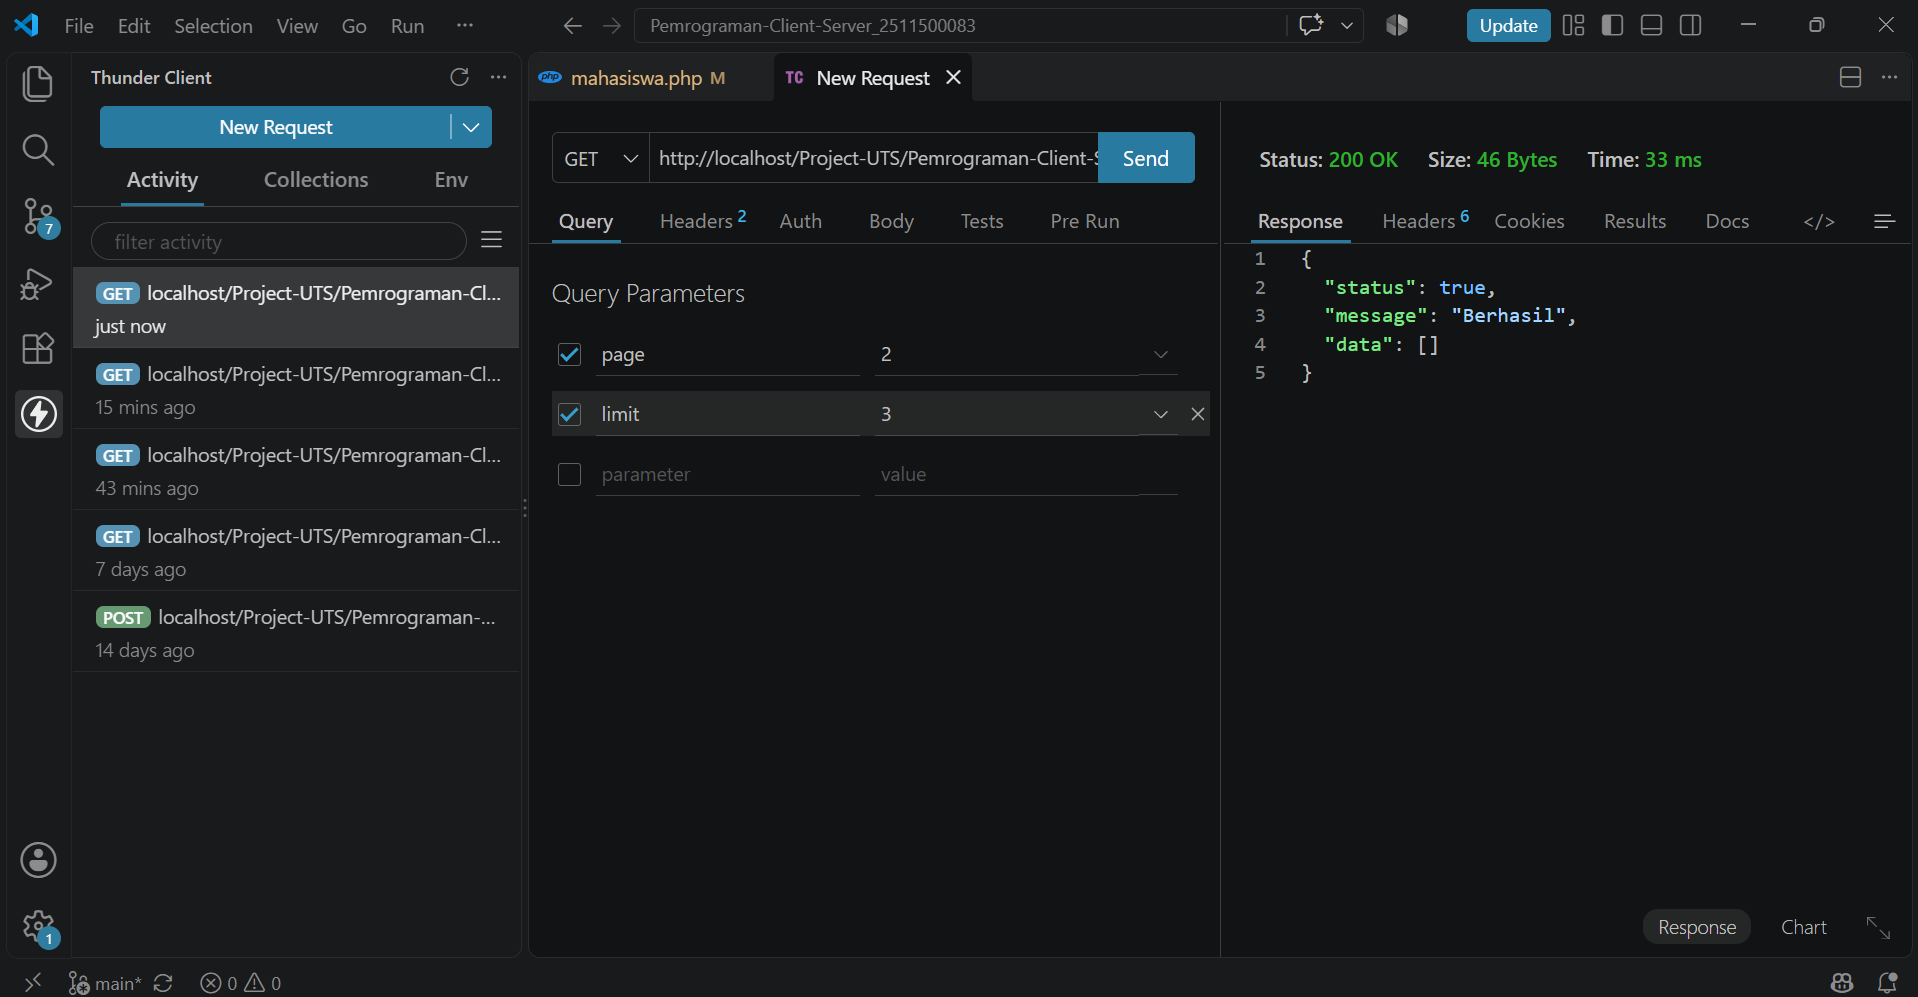 File Edit Selection View Go Run ···
Pemrograman-Client-Server_2511500083
Update
Thunder Client
New Request
Activity Collections Env
filter activity
GET localhost/Project-UTS/Pemrograman-Cl...
just now
GET localhost/Project-UTS/Pemrograman-Cl...
15 mins ago
GET localhost/Project-UTS/Pemrograman-Cl...
43 mins ago
GET localhost/Project-UTS/Pemrograman-Cl...
7 days ago
POST localhost/Project-UTS/Pemrograman-...
14 days ago
7
1
php mahasiswa.php M
TC New Request
GET http://localhost/Project-UTS/Pemrograman-Client-S Send
Query Headers 2 Auth Body Tests Pre Run
Query Parameters
page 2
limit 3
parameter value
Status: 200 OK Size: 46 Bytes Time: 33 ms
Response Headers 6 Cookies Results Docs </>
1 {
2 "status": true,
3 "message": "Berhasil",
4 "data": []
5 }
Response Chart
main* 0 0